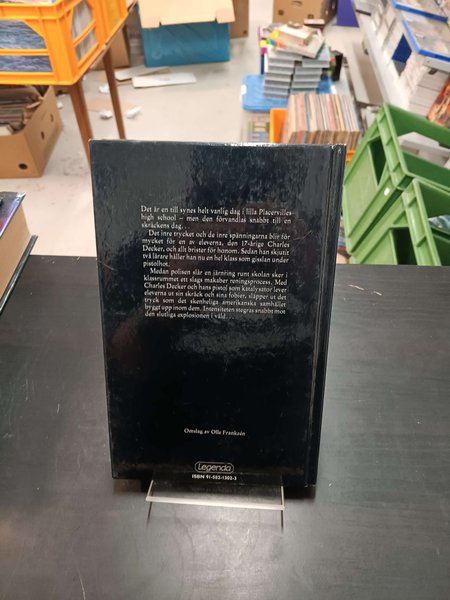 Det är en till synes helt vanlig dag i lilla Placervilles
high school – men den förvandlas snabbt till en
skräckens dag. . .
Det inre trycket och de inre spänningarna blir för
mycket för en av eleverna, den 17-årige Charles
Decker, och allt brister för honom. Sedan han skjutit
två lärare håller han nu en hel klass som gisslan under
pistolhot.
Medan polisen slår en järnring runt skolan sker i
klassrummet ett slags makaber reningsprocess. Med
Charles Decker och hans pistol som katalysator lever
eleverna ut sin skräck och sina fobier, släpper ut det
tryck som det skenheliga amerikanska samhället
byggt upp inom dem. Intensiteten stegras snabbt mot
den slutliga explosionen i våld. . .
Omslag av Olle Frankzén
Legenda
ISBN 91-582-1302-3